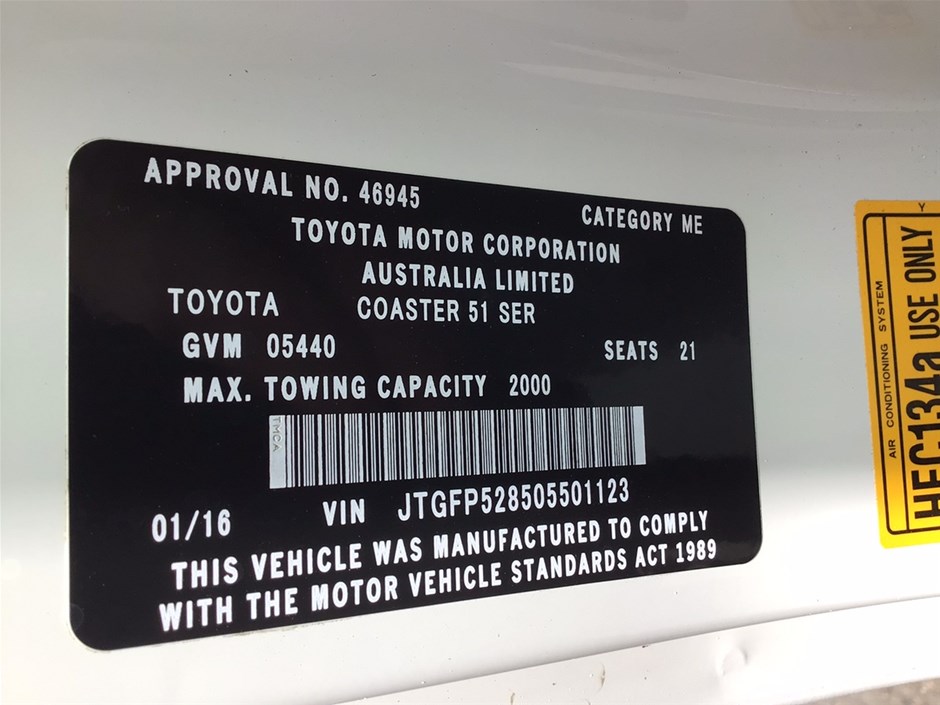 APPROVAL NO. 46945
CATEGORY ME
TOYOTA MOTOR CORPORATION
AUSTRALIA LIMITED
TOYOTA COASTER 51 SER
GVM 05440 SEATS 21
MAX. TOWING CAPACITY 2000
TMCA
01/16 VIN JTGFP528505501123
THIS VEHICLE WAS MANUFACTURED TO COMPLY
WITH THE MOTOR VEHICLE STANDARDS ACT 1989
Y
AIR CONDITIONING SYSTEM
HFC134a USE ONLY